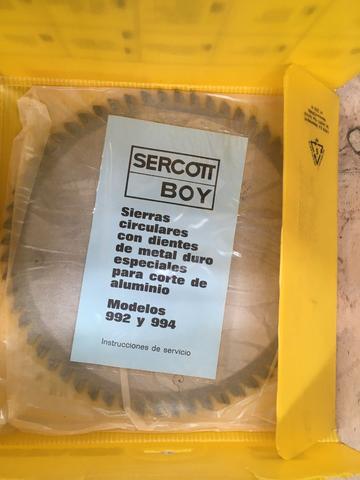 SERCOTT
BOY
Sierras
circulares
con dientes
de metal duro
especiales
para corte de
aluminio
Modelos
992 y 994
Instrucciones de servicio